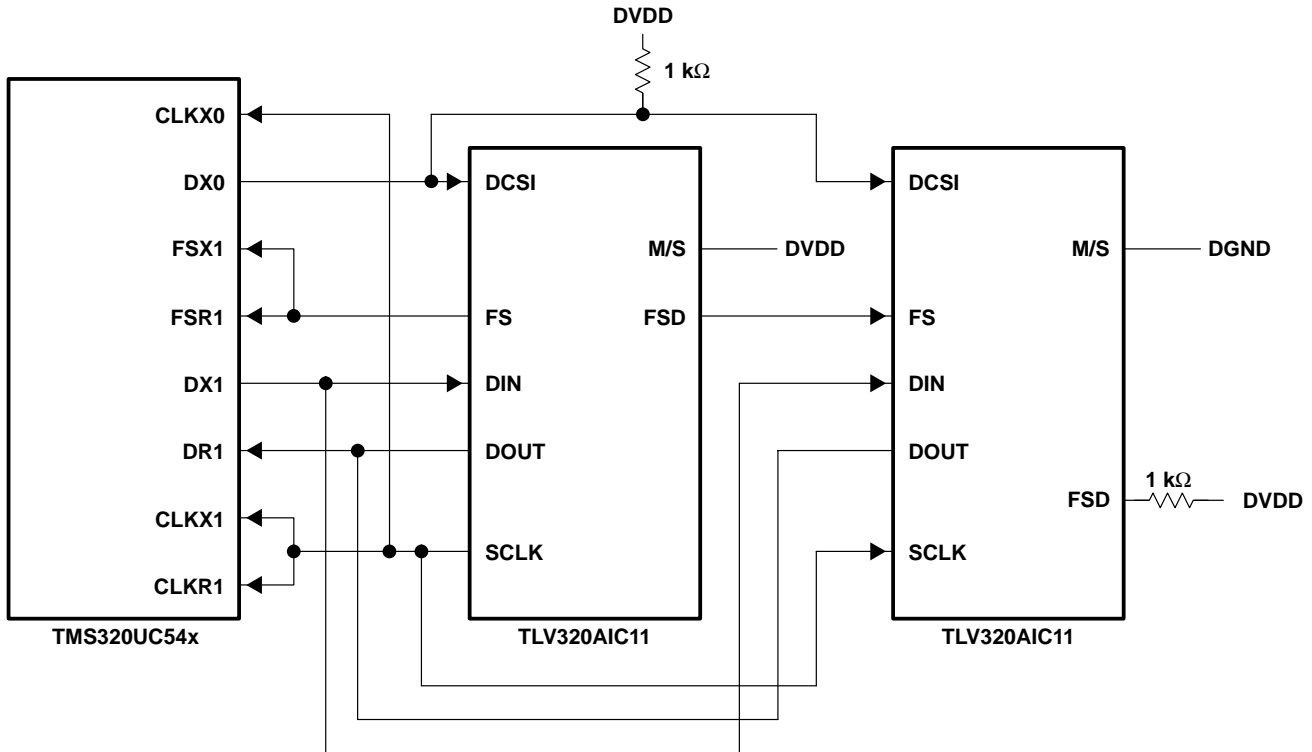 DVDD
1 kΩ
CLKX0
DX0
FSX1
FSR1
DX1
DR1
CLKX1
CLKR1
TMS320UC54x
DCSI
M/S
DVDD
FS
FSD
DIN
DOUT
SCLK
TLV320AIC11
DCSI
M/S
DGND
FS
DIN
DOUT
1 kΩ
FSD
DVDD
SCLK
TLV320AIC11